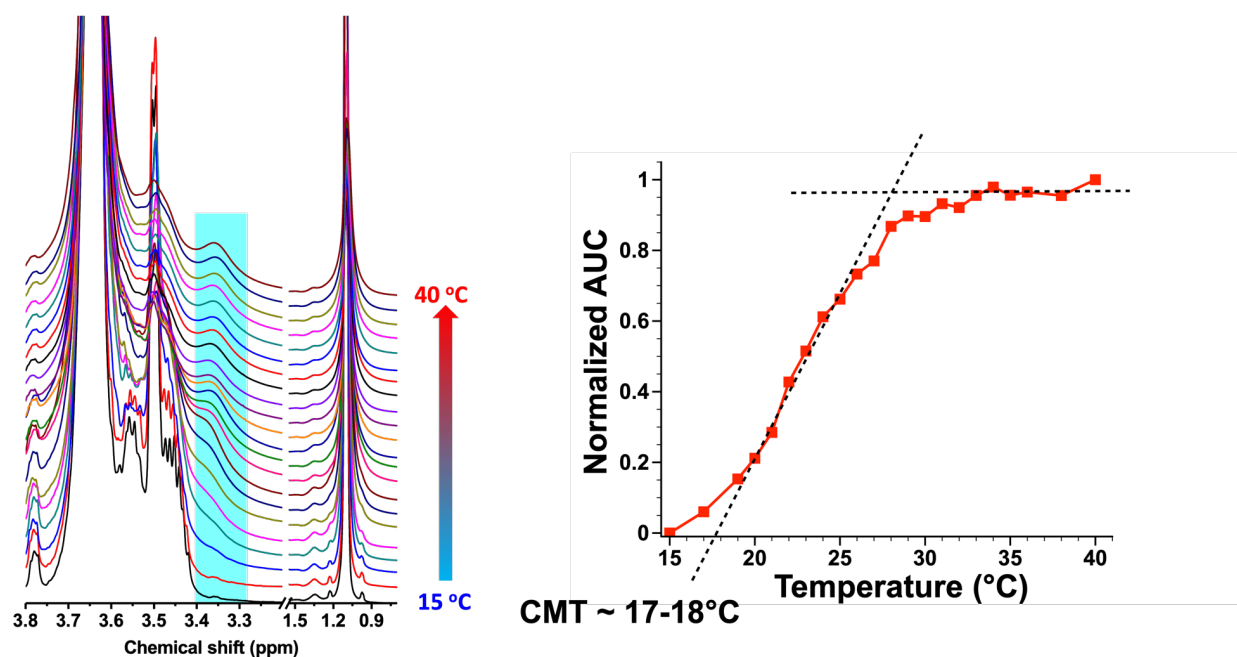 40 ºC
15 ºC
3.8 3.7 3.6 3.5 3.4 3.3 1.5 1.2 0.9
Chemical shift (ppm)
Normalized AUC
1
0.8
0.6
0.4
0.2
0
15 20 25 30 35 40
Temperature (°C)
CMT ~ 17-18°C